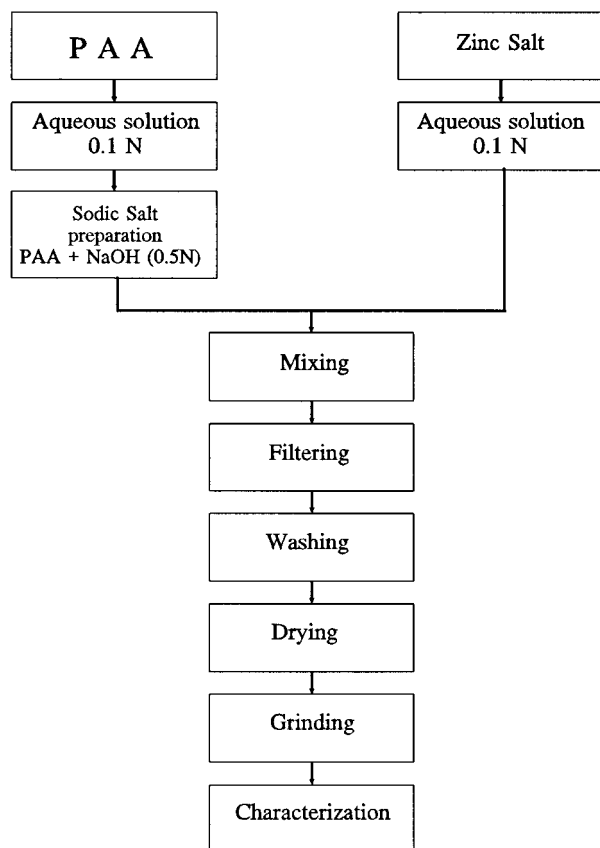 P A A
Aqueous solution
0.1 N
Sodic Salt
preparation
PAA + NaOH (0.5N)
Zinc Salt
Aqueous solution
0.1 N
Mixing
Filtering
Washing
Drying
Grinding
Characterization